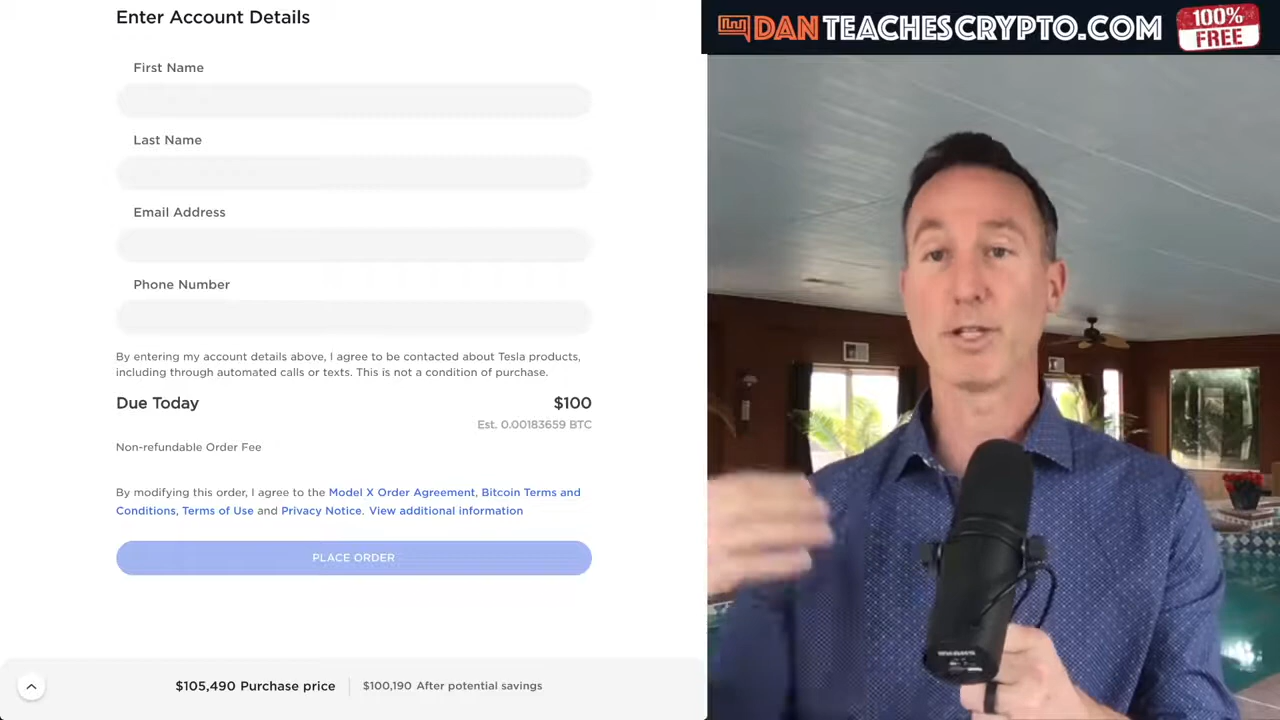 Enter Account Details
First Name
Last Name
Email Address
Phone Number
By entering my account details above, I agree to be contacted about Tesla products,
including through automated calls or texts. This is not a condition of purchase.
Due Today $100
Est. 0.00183659 BTC
Non-refundable Order Fee
By modifying this order, I agree to the Model X Order Agreement, Bitcoin Terms and
Conditions, Terms of Use and Privacy Notice. View additional information
PLACE ORDER
$105,490 Purchase price $100,190 After potential savings
DANTEACHESCRYPTO.COM
100%
FREE